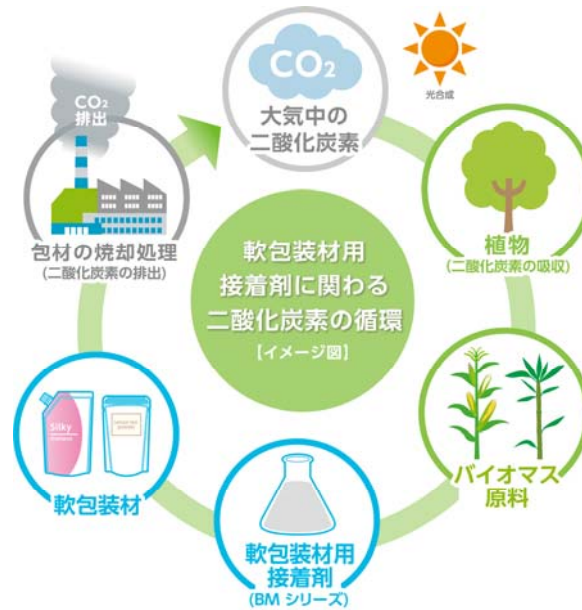 CO2
大気中の
二酸化炭素
光合成
植物
(二酸化炭素の吸収)
バイオマス
原料
軟包装材用
接着剤
(BM シリーズ)
軟包装材
Silky
CO2
排出
包材の焼却処理
(二酸化炭素の排出)
軟包装材用
接着剤に関わる
二酸化炭素の循環
【イメージ図】